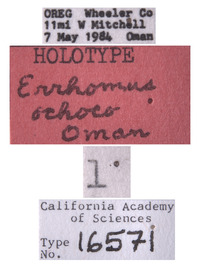 OREG Wheeler Co
11mi W Mitchell
7 May 1984 Oman
HOLOTYPE
Errhomus
ochoco
Oman
1
California Academy
of Sciences
Type
No. 16571